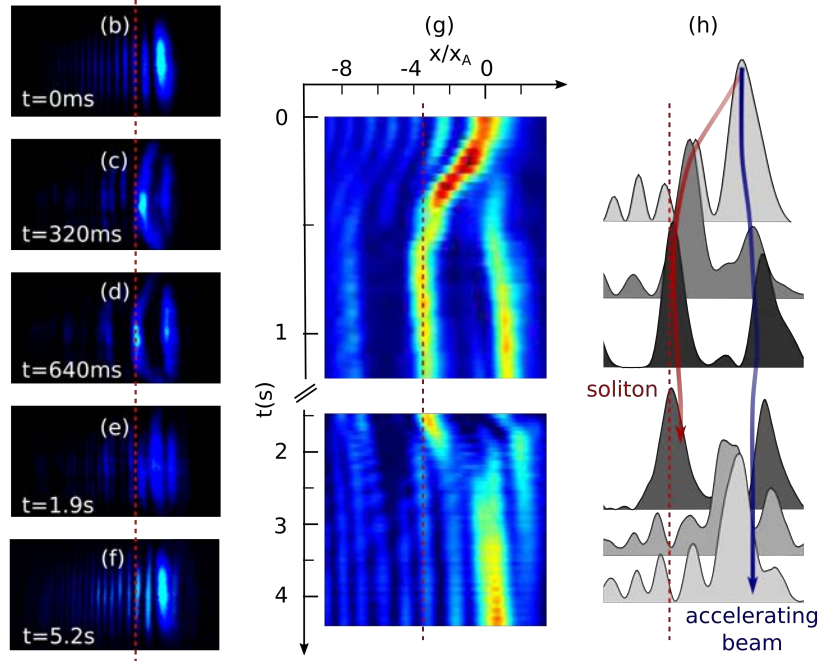 (b)
t=0ms
(c)
t=320ms
(d)
t=640ms
(e)
t=1.9s
(f)
t=5.2s
(g)
x/xA
-8 -4 0
0
1
t(s)
2
3
4
(h)
soliton
accelerating
beam